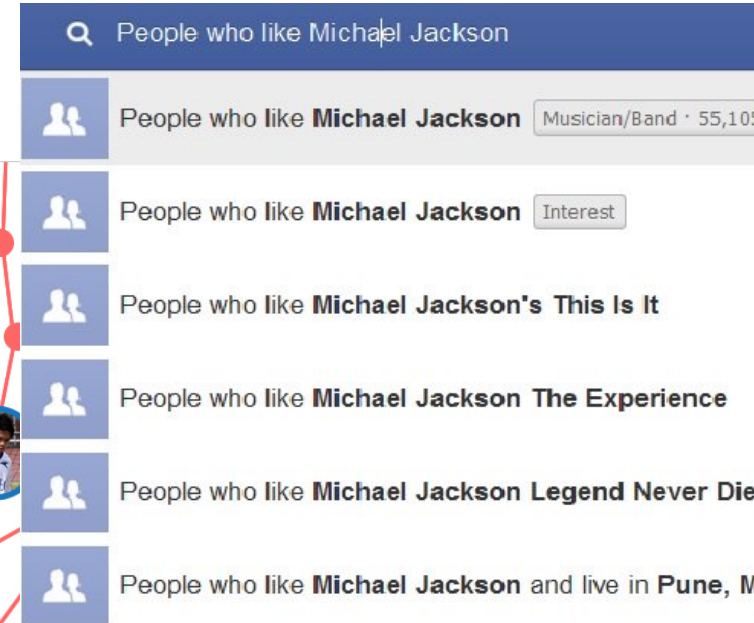 People who like Michael Jackson
People who like Michael Jackson Musician/Band · 55,105
People who like Michael Jackson Interest
People who like Michael Jackson's This Is It
People who like Michael Jackson The Experience
People who like Michael Jackson Legend Never Die
People who like Michael Jackson and live in Pune, M